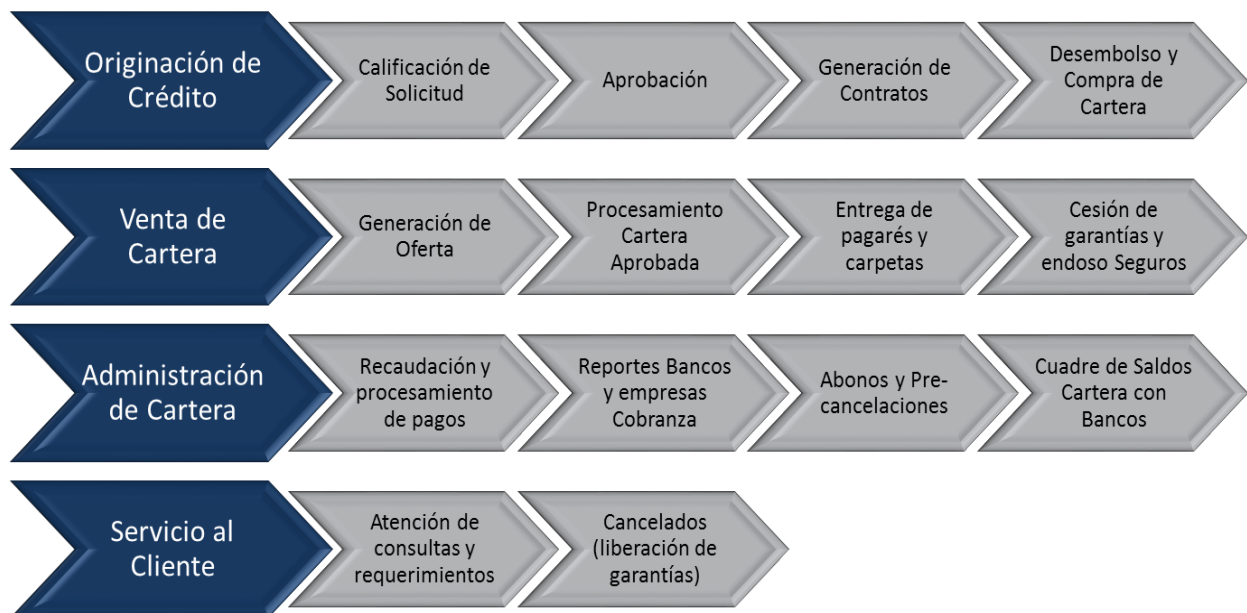 Originación de
Crédito
Calificación de
Solicitud
Aprobación
Generación de
Contratos
Desembolso y
Compra de
Cartera
Venta de
Cartera
Generación de
Oferta
Procesamiento
Cartera
Aprobada
Entrega de
pagarés y
carpetas
Cesión de
garantías y
endoso Seguros
Administración
de Cartera
Recaudación y
procesamiento
de pagos
Reportes Bancos
y empresas
Cobranza
Abonos y Pre-
cancelaciones
Cuadre de Saldos
Cartera con
Bancos
Servicio al
Cliente
Atención de
consultas y
requerimientos
Cancelados
(liberación de
garantías)